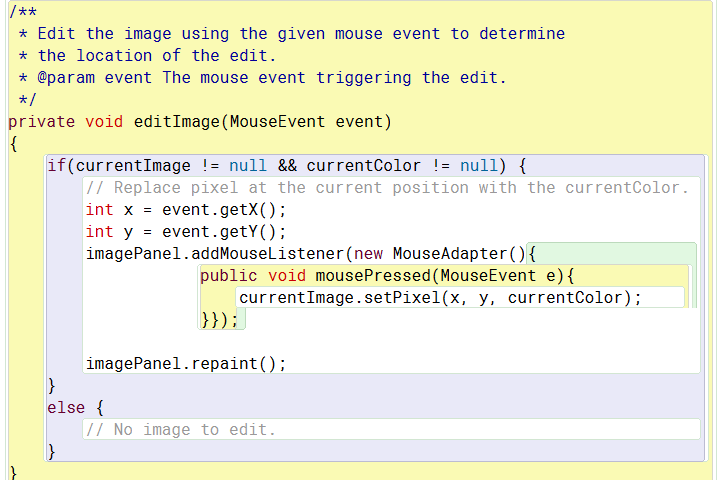 /**
 * Edit the image using the given mouse event to determine
 * the location of the edit.
 * @param event The mouse event triggering the edit.
 */
private void editImage(MouseEvent event)
{
    if(currentImage != null && currentColor != null) {
        // Replace pixel at the current position with the currentColor.
        int x = event.getX();
        int y = event.getY();
        imagePanel.addMouseListener(new MouseAdapter(){
                    public void mousePressed(MouseEvent e){
                        currentImage.setPixel(x, y, currentColor);
                    }});
        imagePanel.repaint();
    }
    else {
        // No image to edit.
    }
}